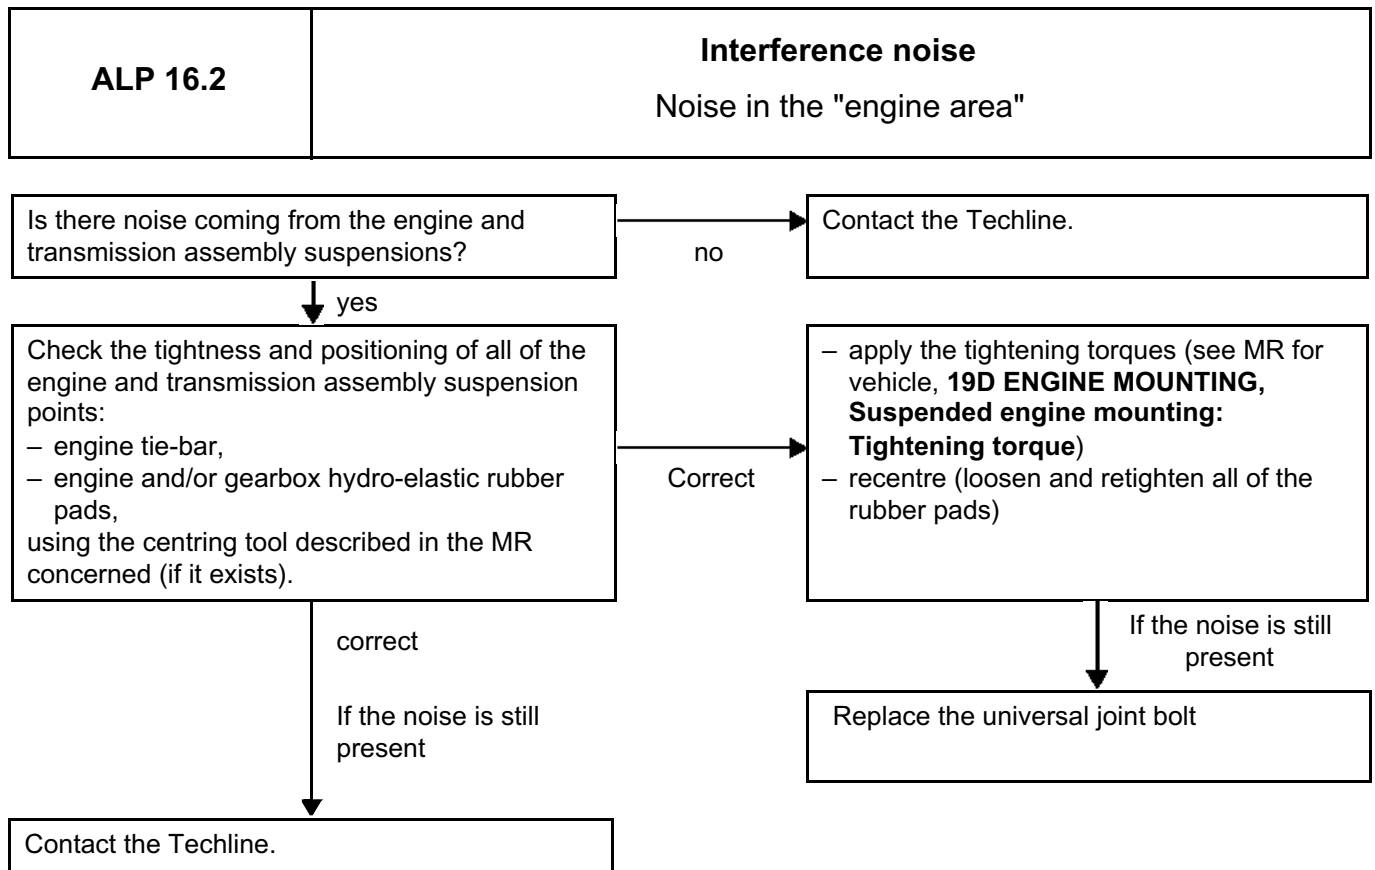 ALP 16.2
Interference noise
Noise in the "engine area"
Is there noise coming from the engine and
transmission assembly suspensions?
no
Contact the Techline.
yes
Check the tightness and positioning of all of the
engine and transmission assembly suspension
points:
– engine tie-bar,
– engine and/or gearbox hydro-elastic rubber
pads,
using the centring tool described in the MR
concerned (if it exists).
Correct
– apply the tightening torques (see MR for
vehicle, 19D ENGINE MOUNTING,
Suspended engine mounting:
Tightening torque)
– recentre (loosen and retighten all of the
rubber pads)
correct
If the noise is still
present
If the noise is still
present
Replace the universal joint bolt
Contact the Techline.